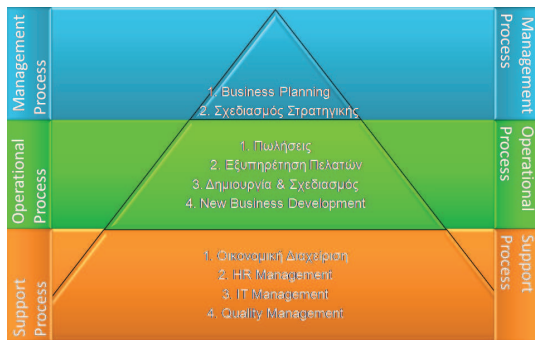 Management
Process
1. Business Planning
2. Σχεδιασμός Στρατηγικής
Management
Process
Operational
Process
1. Πωλήσεις
2. Εξυπηρέτηση Πελατών
3. Δημιουργία & Σχεδιασμός
4. New Business Development
Operational
Process
Support
Process
1. Οικονομική Διαχείριση
2. HR Management
3. IT Management
4. Quality Management
Support
Process